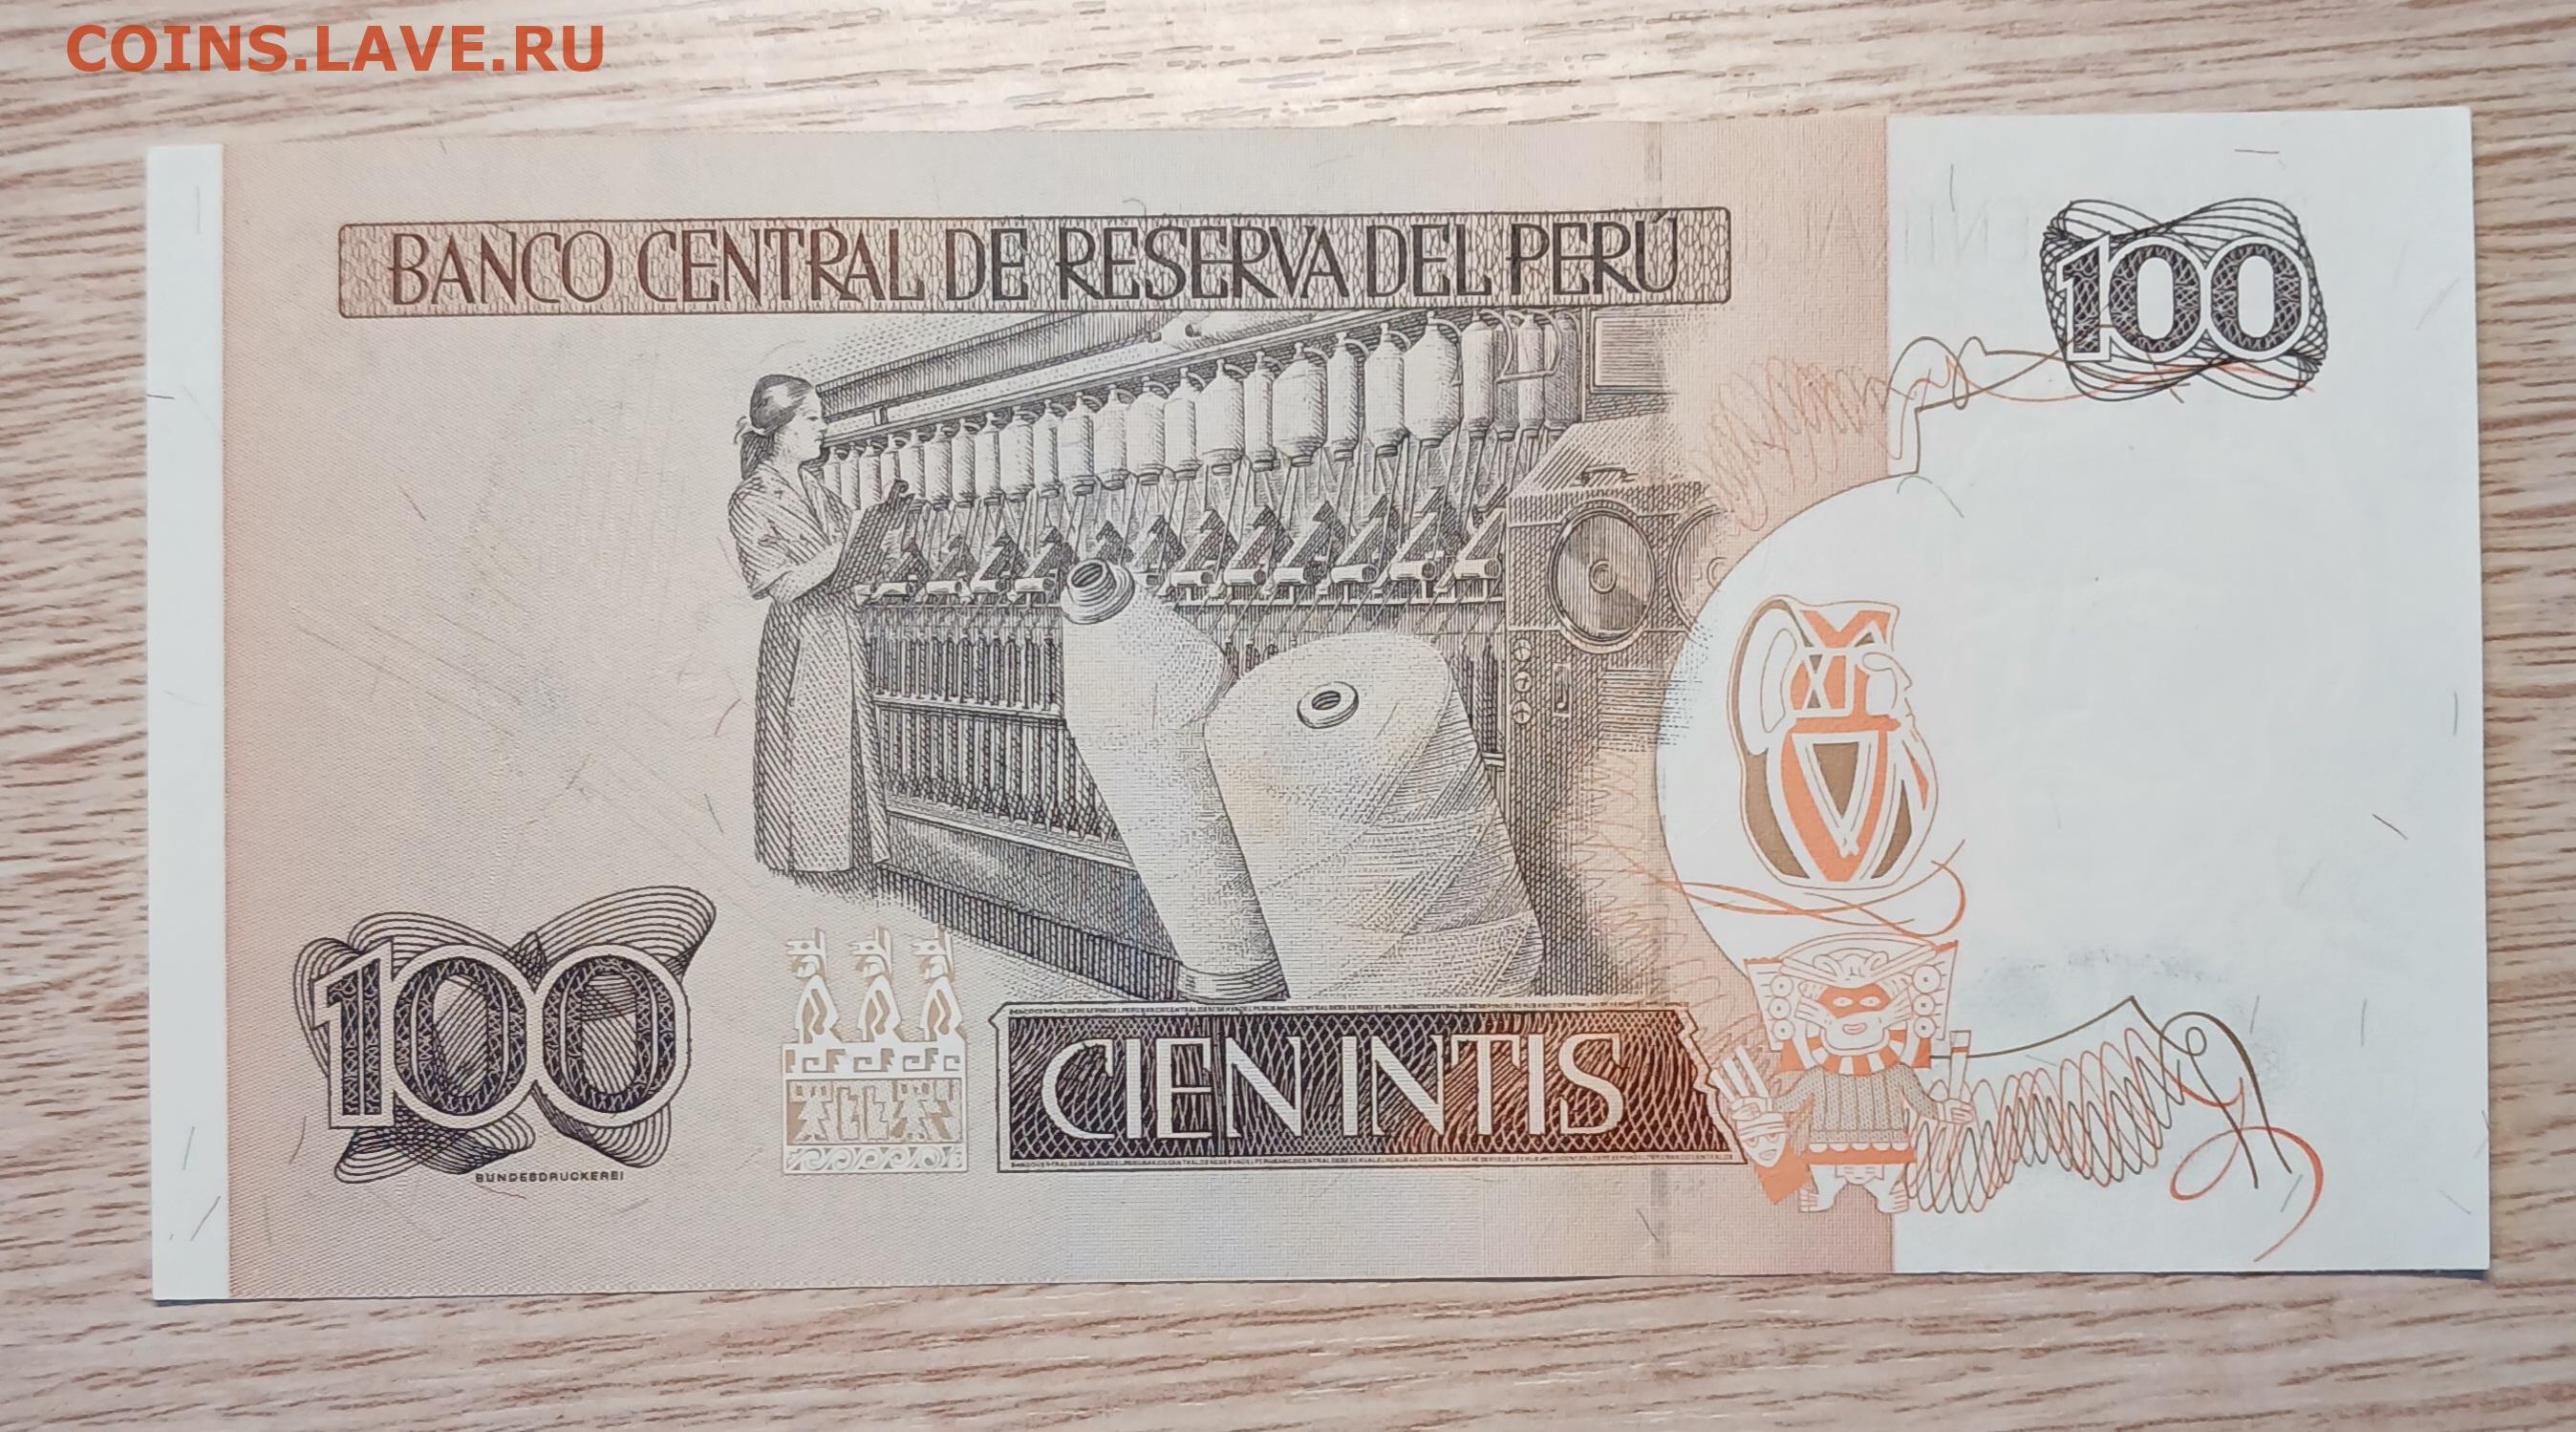 COINS.LAVE.RU
BANCO CENTRAL DE RESERVA DEL PERÚ
100
100
CIEN INTIS
BUNDESDRUCKEREI